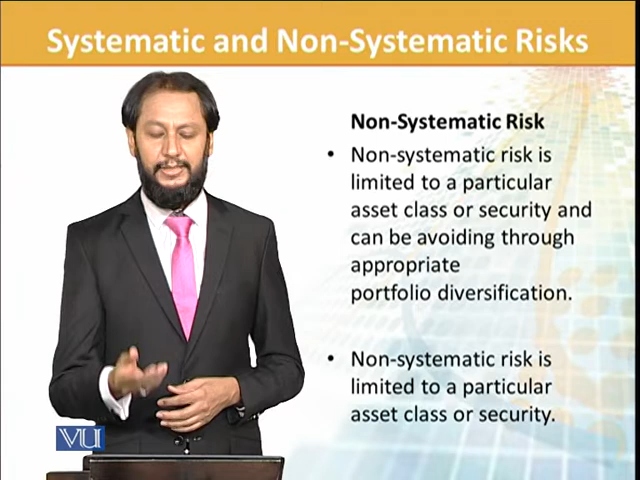 Systematic and Non-Systematic Risks
Non-Systematic Risk
• Non-systematic risk is
limited to a particular
asset class or security and
can be avoiding through
appropriate
portfolio diversification.
• Non-systematic risk is
limited to a particular
asset class or security.
VU